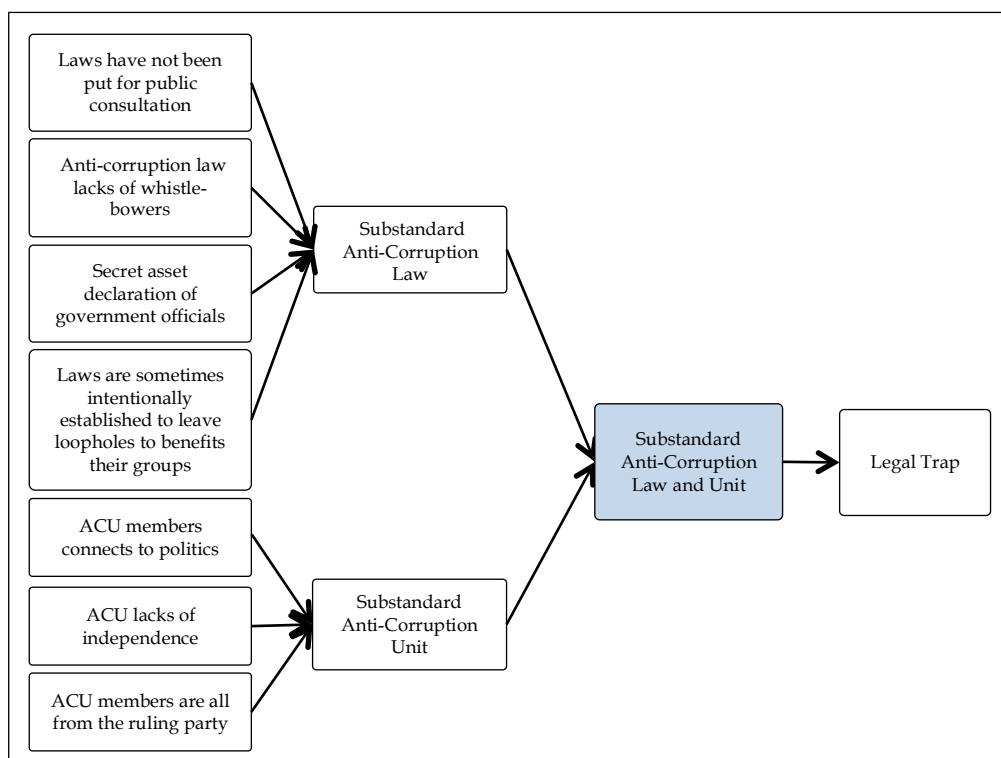 Laws have not been
put for public
consultation
Anti-corruption law
lacks of whistle-
bowers
Secret asset
declaration of
government officials
Laws are sometimes
intentionally
established to leave
loopholes to benefits
their groups
ACU members
connects to politics
ACU lacks of
independence
ACU members are all
from the ruling party
Substandard
Anti-Corruption
Law
Substandard
Anti-Corruption
Unit
Substandard
Anti-Corruption
Law and Unit
Legal Trap